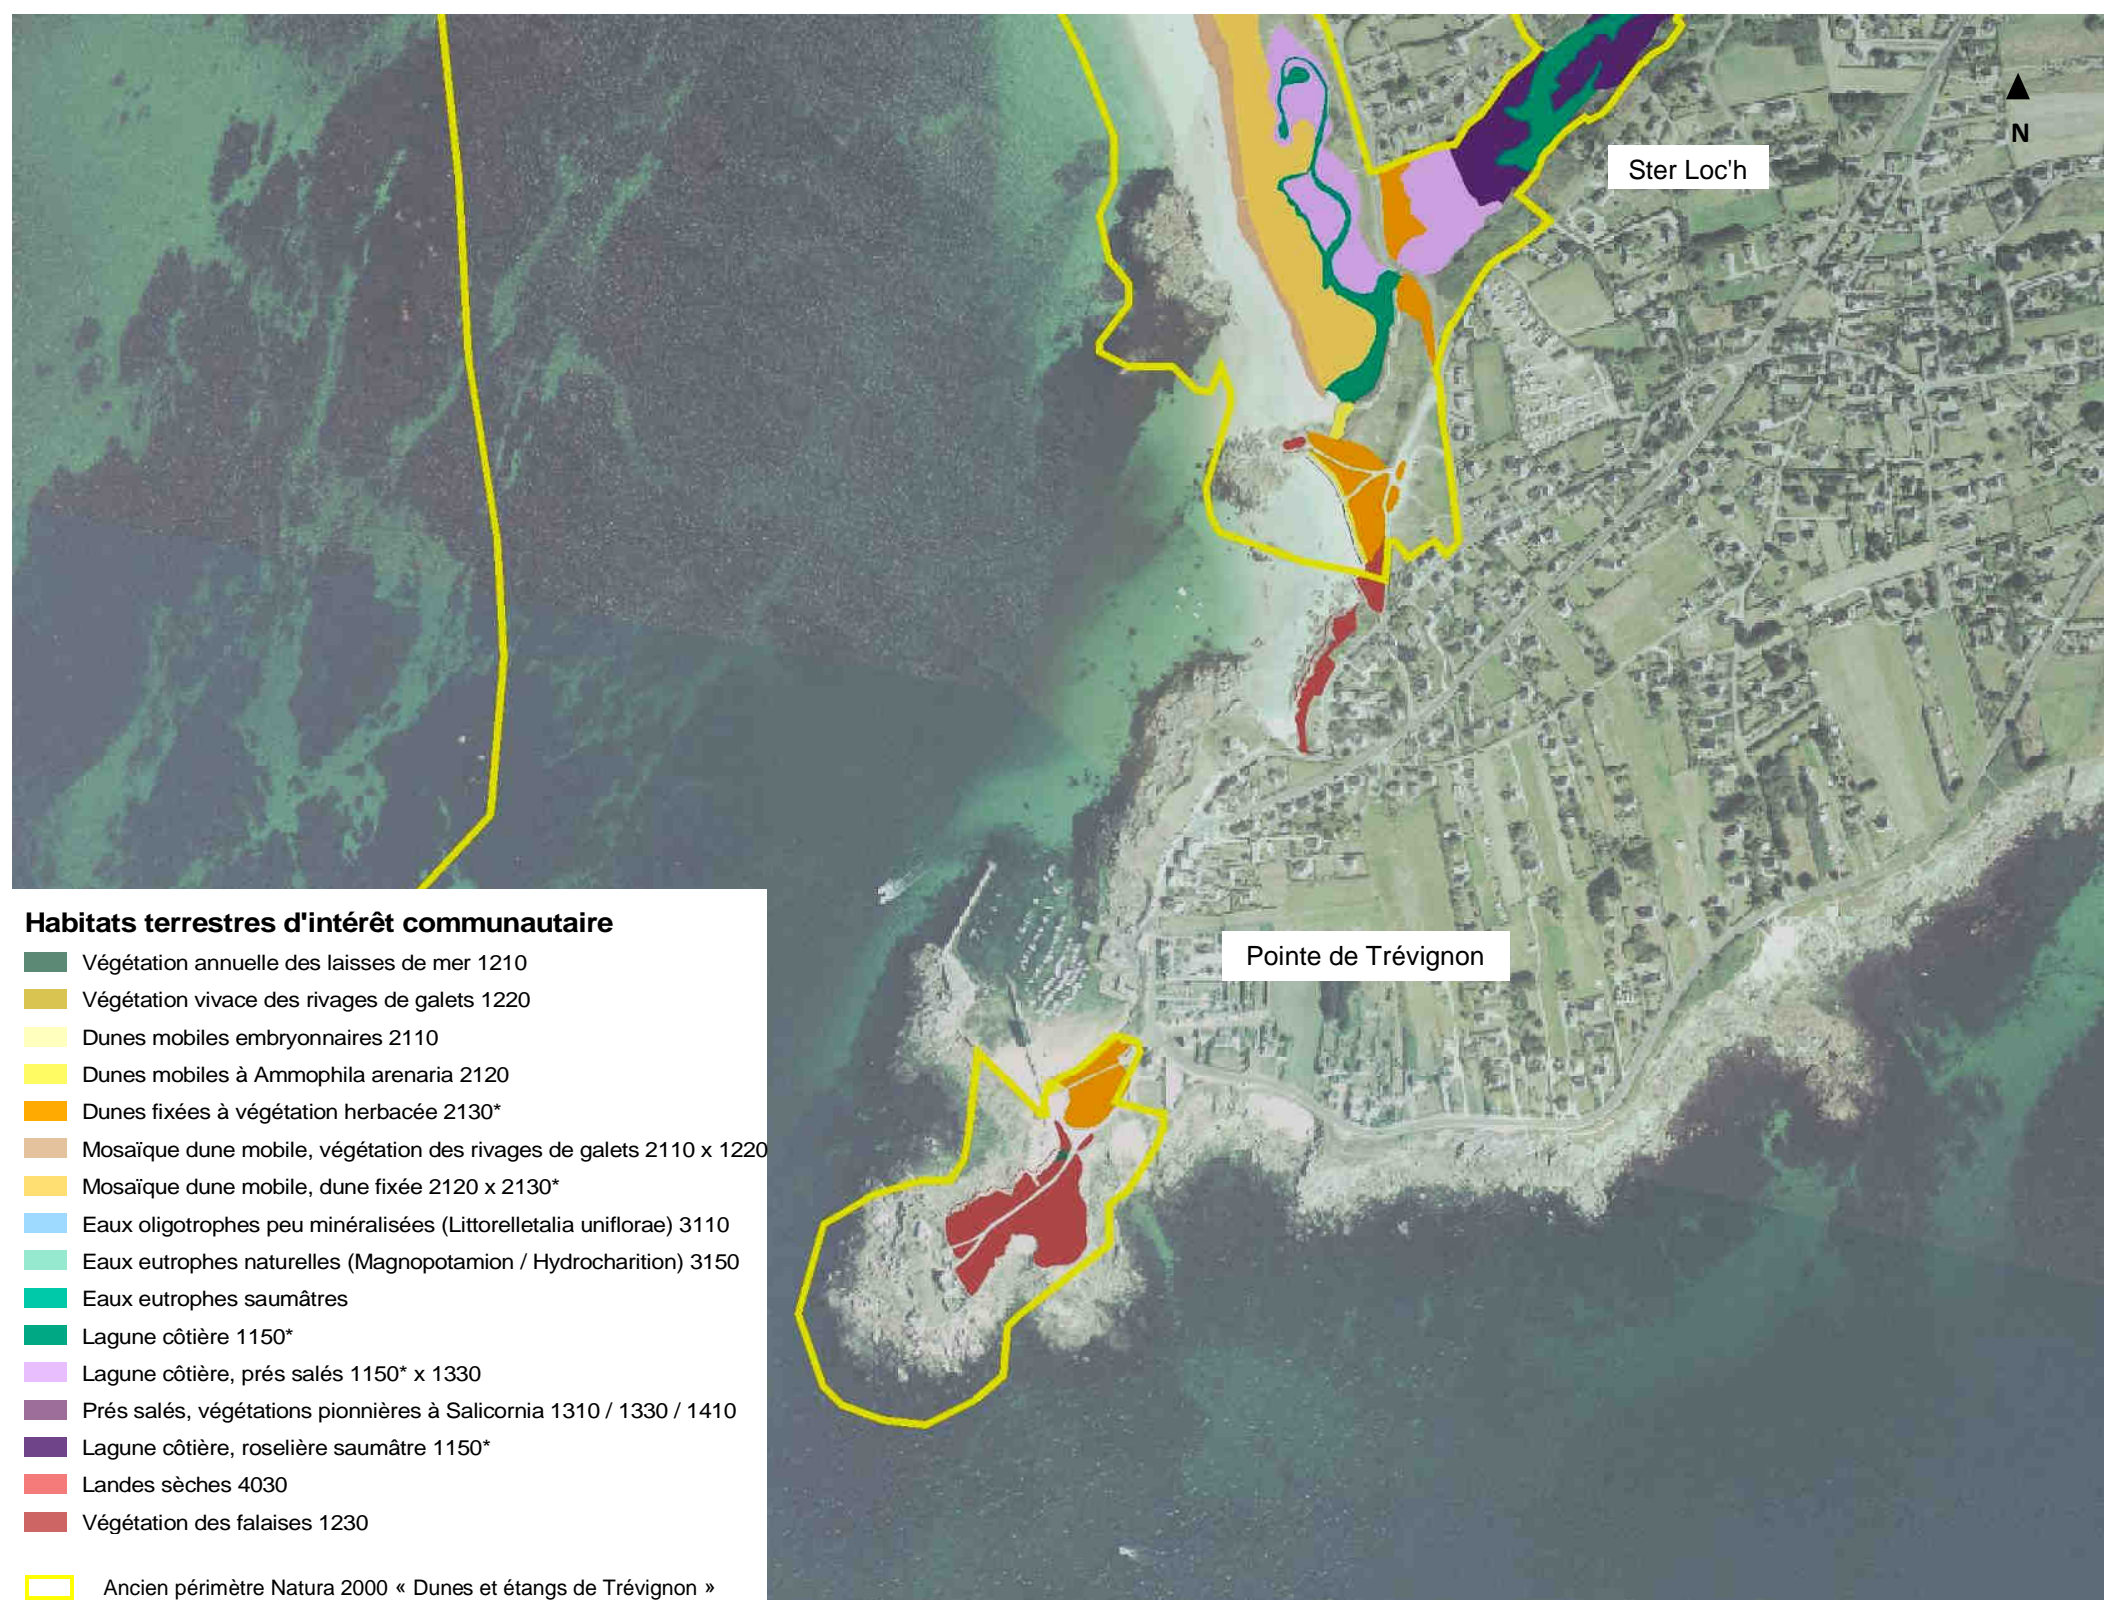 N
Ster Loc'h
Pointe de Trévignon
Habitats terrestres d'intérêt communautaire
Végétation annuelle des laisses de mer 1210
Végétation vivace des rivages de galets 1220
Dunes mobiles embryonnaires 2110
Dunes mobiles à Ammophila arenaria 2120
Dunes fixées à végétation herbacée 2130*
Mosaïque dune mobile, végétation des rivages de galets 2110 x 1220
Mosaïque dune mobile, dune fixée 2120 x 2130*
Eaux oligotrophes peu minéralisées (Littorelletalia uniflorae) 3110
Eaux eutrophes naturelles (Magnopotamion / Hydrocharition) 3150
Eaux eutrophes saumâtres
Lagune côtière 1150*
Lagune côtière, prés salés 1150* x 1330
Prés salés, végétations pionnières à Salicornia 1310 / 1330 / 1410
Lagune côtière, roselière saumâtre 1150*
Landes sèches 4030
Végétation des falaises 1230
Ancien périmètre Natura 2000 « Dunes et étangs de Trévignon »